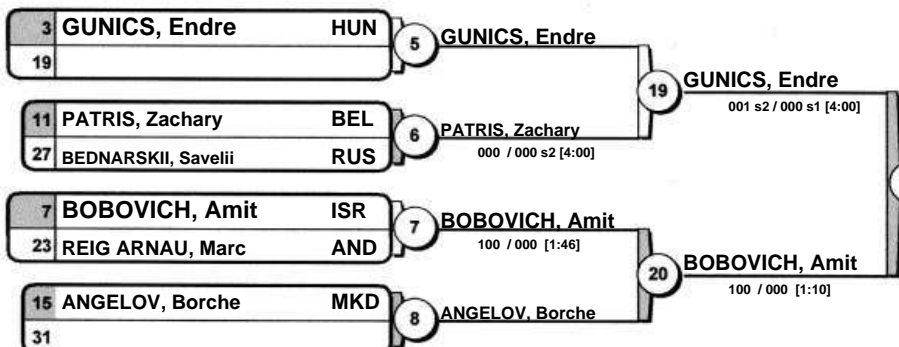 3 GUNICS, Endre HUN
19
5 GUNICS, Endre
11 PATRIS, Zachary BEL
27 BEDNARSKII, Savelii RUS
6 PATRIS, Zachary
000 / 000 s2 [4:00]
19 GUNICS, Endre
001 s2 / 000 s1 [4:00]
7 BOBOVICH, Amit ISR
23 REIG ARNAU, Marc AND
7 BOBOVICH, Amit
100 / 000 [1:46]
15 ANGELOV, Borche MKD
31
8 ANGELOV, Borche
20 BOBOVICH, Amit
100 / 000 [1:10]